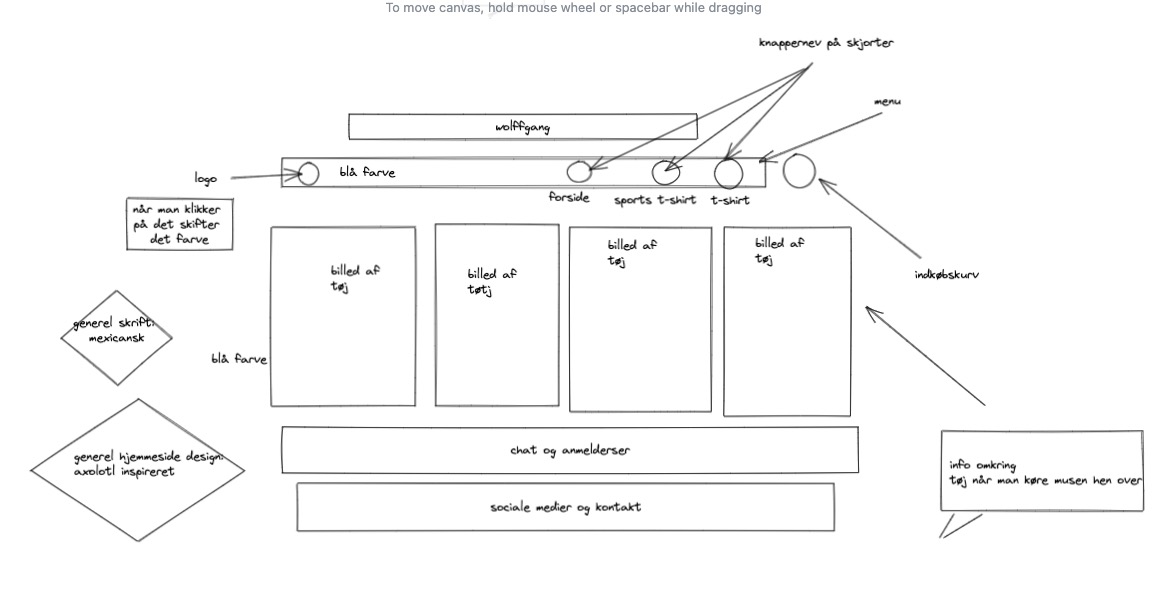 To move canvas, hold mouse wheel or spacebar while dragging
knappernev på skjorter
menu
wolffgang
logo
blå farve
forside
sports t-shirt
t-shirt
når man klikker
på det skifter
det farve
indkøbskurv
billed af
tøj
billed af
tøtj
billed af
tøj
billed af
tøj
generel skrift:
mexicansk
blå farve
generel hjemmeside design:
axolotl inspireret
chat og anmelderser
info omkring
tøj når man køre musen hen over
sociale medier og kontakt